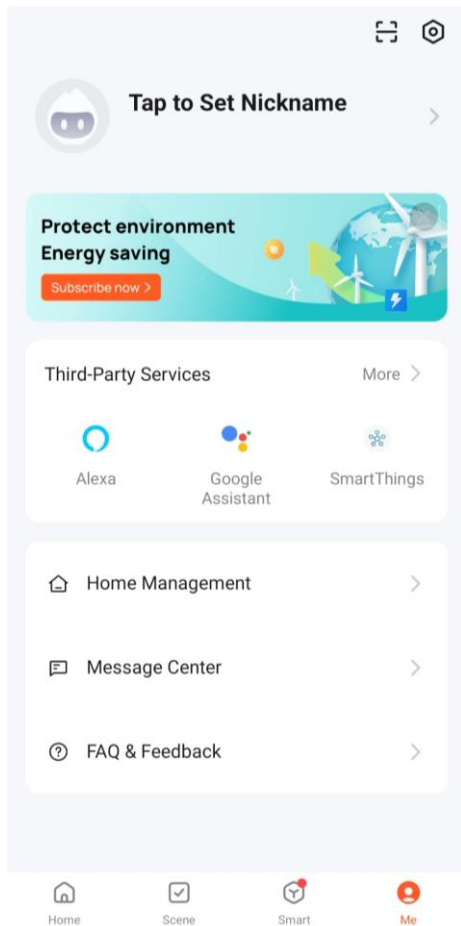 Tap to Set Nickname
Protect environment
Energy saving
Subscribe now >
Third-Party Services
More >
Alexa
Google
Assistant
SmartThings
Home Management
Message Center
FAQ & Feedback
Home
Scene
Smart
Me